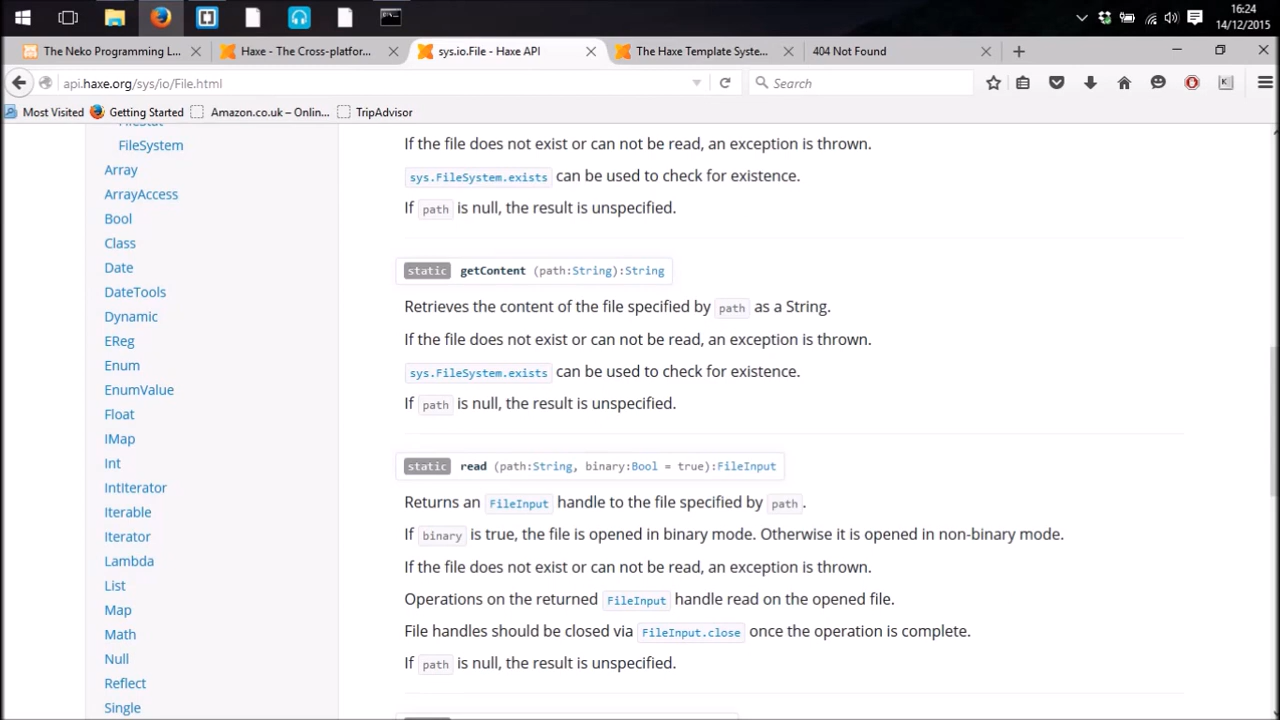 16:24
14/12/2015
The Neko Programming L...
Haxe - The Cross-platfor...
sys.io.File - Haxe API
The Haxe Template Syste...
404 Not Found
api.haxe.org/sys/io/File.html
Search
Most Visited
Getting Started
Amazon.co.uk – Onlin...
TripAdvisor
FileStat
FileSystem
Array
ArrayAccess
Bool
Class
Date
DateTools
Dynamic
EReg
Enum
EnumValue
Float
IMap
Int
IntIterator
Iterable
Iterator
Lambda
List
Map
Math
Null
Reflect
Single
If the file does not exist or can not be read, an exception is thrown.
sys.FileSystem.exists can be used to check for existence.
If path is null, the result is unspecified.
static getContent (path:String):String
Retrieves the content of the file specified by path as a String.
If the file does not exist or can not be read, an exception is thrown.
sys.FileSystem.exists can be used to check for existence.
If path is null, the result is unspecified.
static read (path:String, binary:Bool = true):FileInput
Returns an FileInput handle to the file specified by path.
If binary is true, the file is opened in binary mode. Otherwise it is opened in non-binary mode.
If the file does not exist or can not be read, an exception is thrown.
Operations on the returned FileInput handle read on the opened file.
File handles should be closed via FileInput.close once the operation is complete.
If path is null, the result is unspecified.